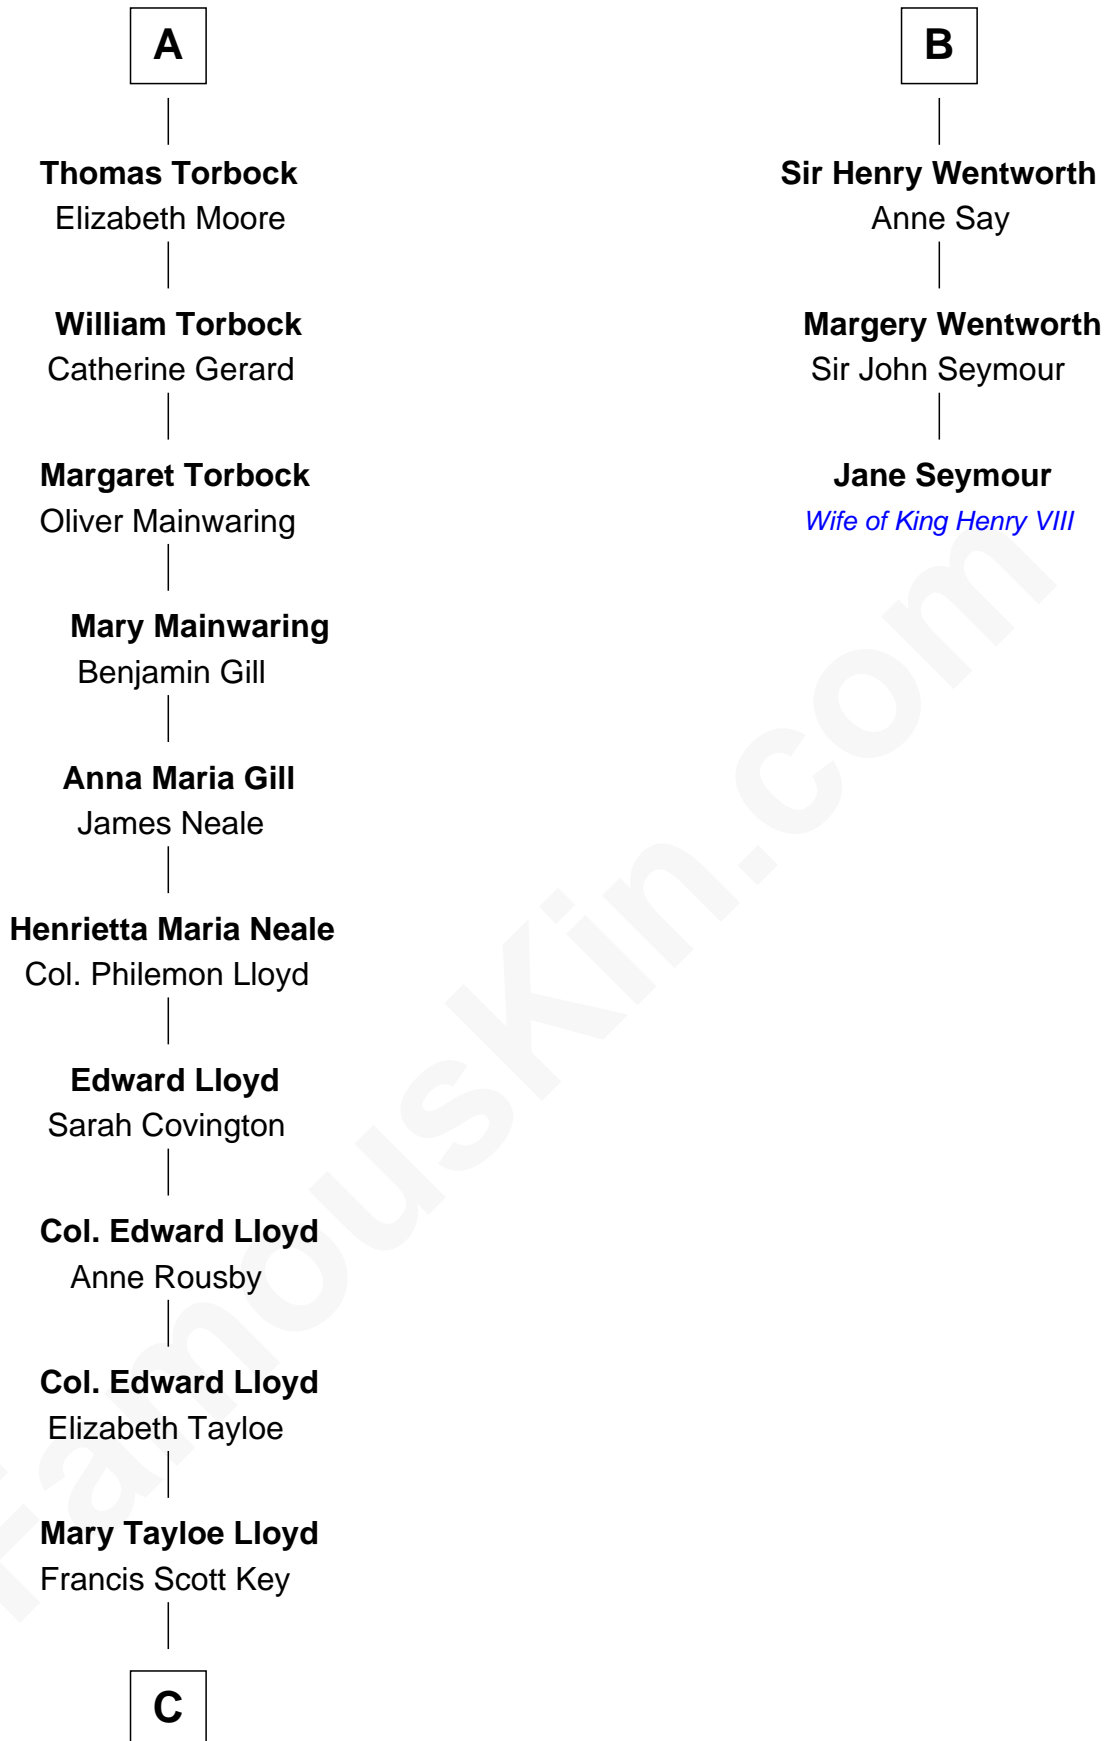 A
Thomas Torbock
Elizabeth Moore
William Torbock
Catherine Gerard
Margaret Torbock
Oliver Mainwaring
Mary Mainwaring
Benjamin Gill
Anna Maria Gill
James Neale
Henrietta Maria Neale
Col. Philemon Lloyd
Edward Lloyd
Sarah Covington
Col. Edward Lloyd
Anne Rousby
Col. Edward Lloyd
Elizabeth Tayloe
Mary Tayloe Lloyd
Francis Scott Key
C
B
Sir Henry Wentworth
Anne Say
Margery Wentworth
Sir John Seymour
Jane Seymour
Wife of King Henry VIII
FamousKin.com